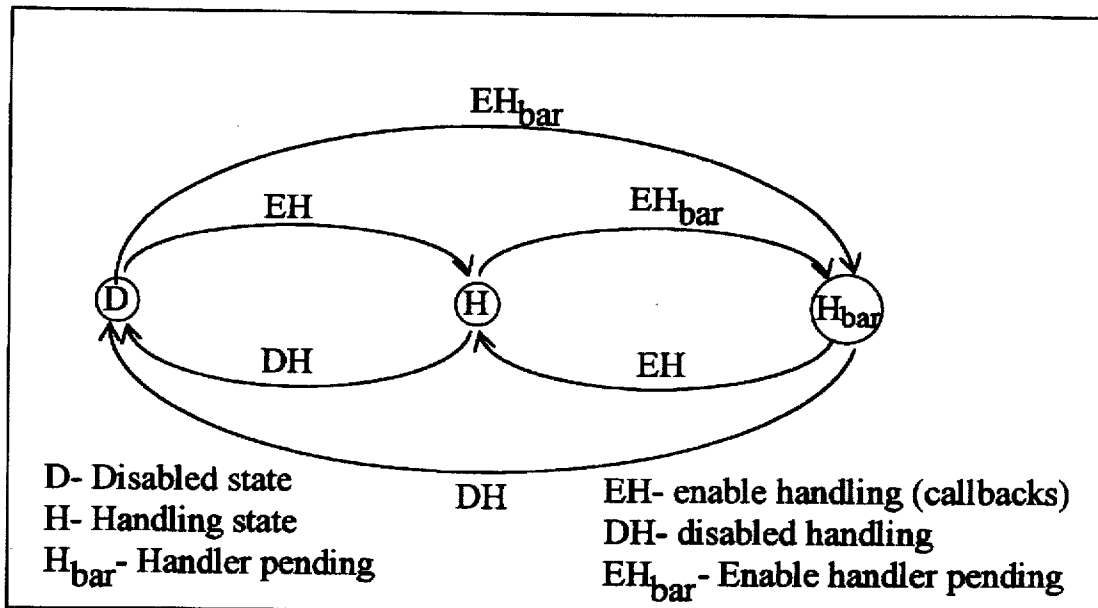 EHbar
EH
EHbar
D
H
Hbar
DH
EH
DH
D- Disabled state
H- Handling state
Hbar- Handler pending
EH- enable handling (callbacks)
DH- disabled handling
EHbar- Enable handler pending